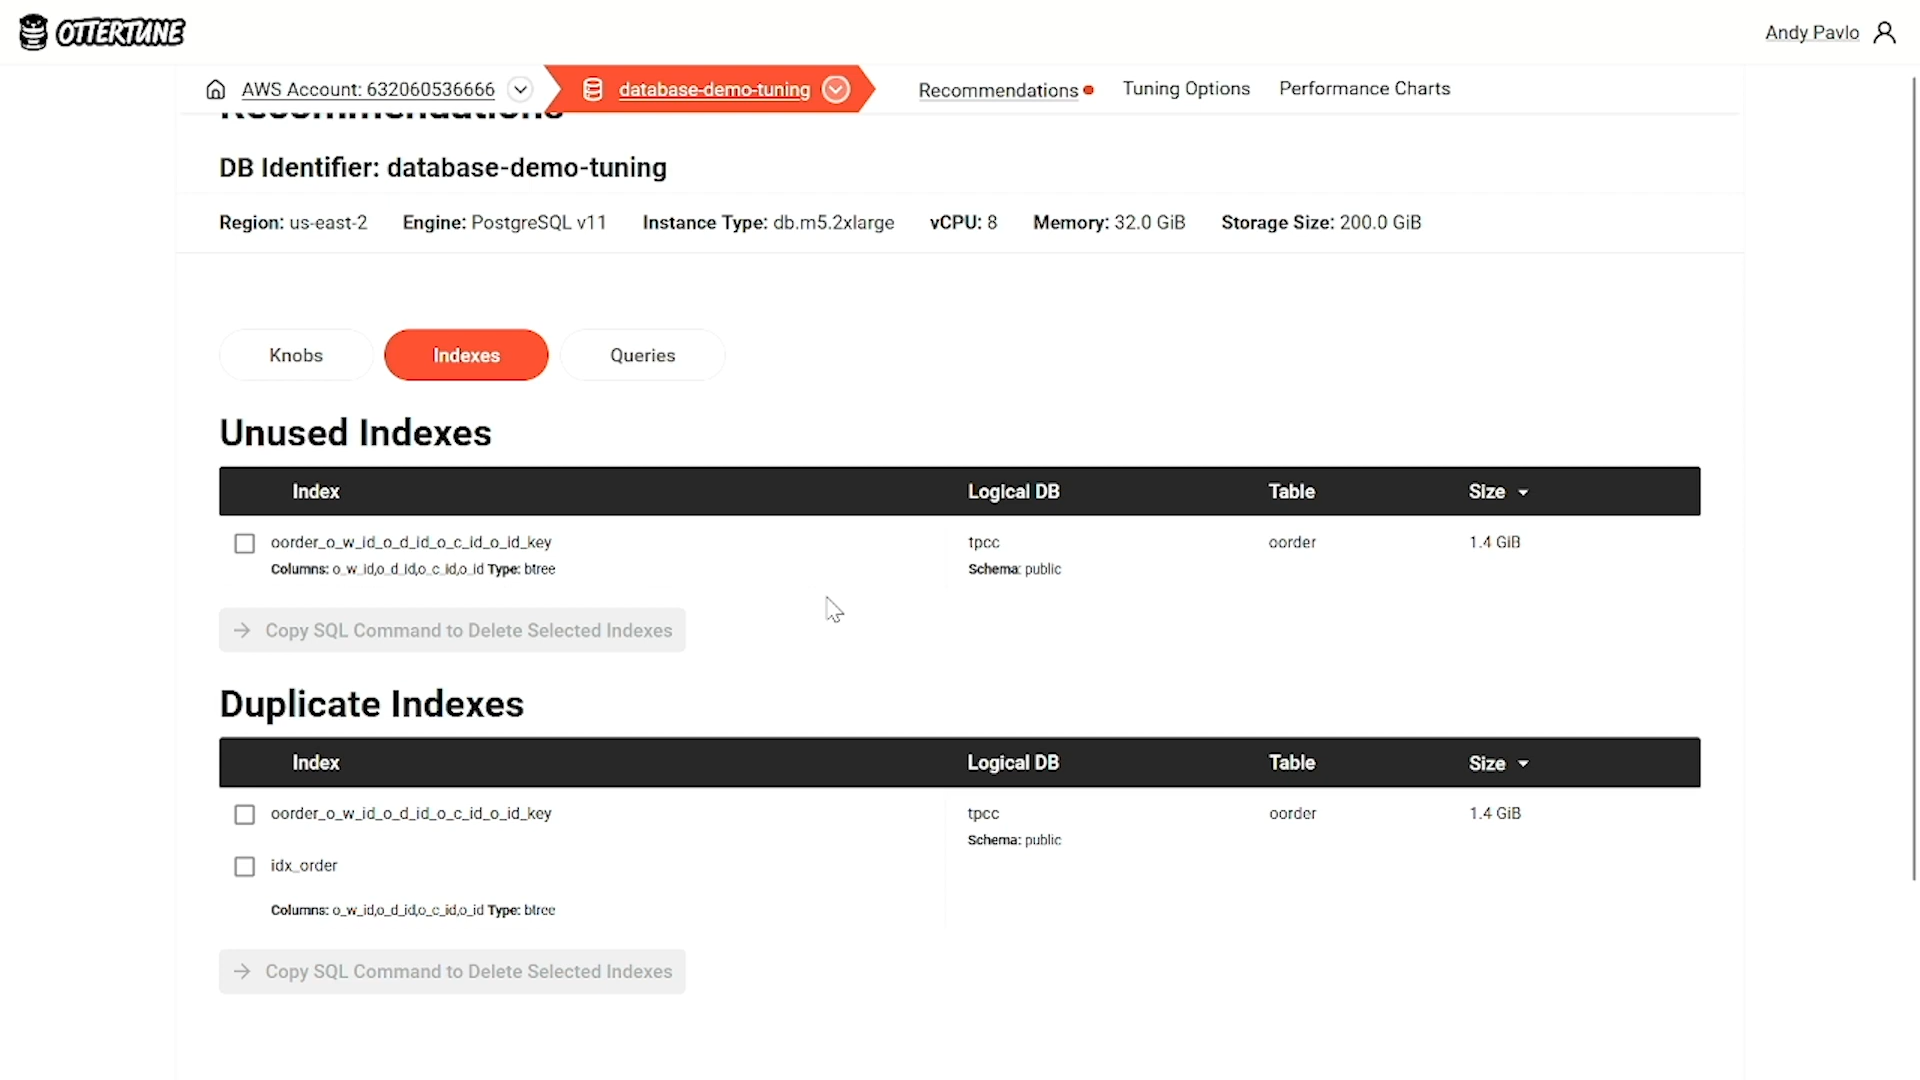 OTTERTUNE
Andy Pavlo
AWS Account: 632060536666 database-demo-tuning Recommendations Tuning Options Performance Charts
Recommendations
DB Identifier: database-demo-tuning
Region: us-east-2 Engine: PostgreSQL v11 Instance Type: db.m5.2xlarge vCPU: 8 Memory: 32.0 GiB Storage Size: 200.0 GiB
Knobs Indexes Queries
Unused Indexes
Index Logical DB Table Size
oorder_o_w_id_o_d_id_o_c_id_o_id_key tpcc oorder 1.4 GiB
Columns: o_w_id,o_d_id,o_c_id,o_id Type: btree Schema: public
Copy SQL Command to Delete Selected Indexes
Duplicate Indexes
Index Logical DB Table Size
oorder_o_w_id_o_d_id_o_c_id_o_id_key tpcc oorder 1.4 GiB
Schema: public
idx_order
Columns: o_w_id,o_d_id,o_c_id,o_id Type: btree
Copy SQL Command to Delete Selected Indexes